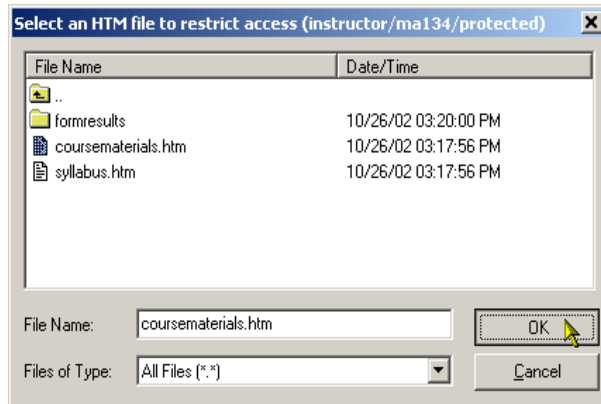 Select an HTM file to restrict access (instructor/ma134/protected)
File Name Date/Time
..
formresults 10/26/02 03:20:00 PM
coursematerials.htm 10/26/02 03:17:56 PM
syllabus.htm 10/26/02 03:17:56 PM
File Name: coursematerials.htm OK
Files of Type: All Files (*.*) Cancel